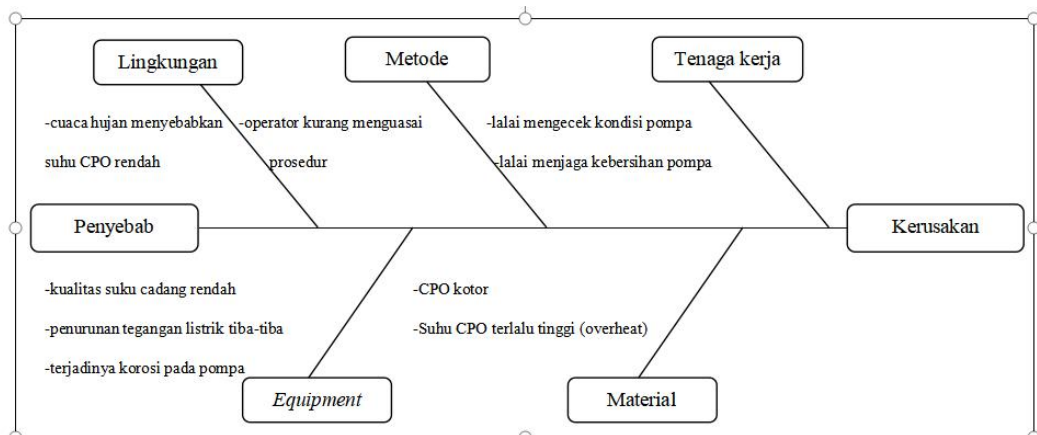 Lingkungan
Metode
Tenaga kerja
-cuaca hujan menyebabkan
suhu CPO rendah
-operator kurang menguasai
prosedur
-lalai mengecek kondisi pompa
-lalai menjaga kebersihan pompa
Penyebab
Kerusakan
-kualitas suku cadang rendah
-penurunan tegangan listrik tiba-tiba
-terjadinya korosi pada pompa
-CPO kotor
-Suhu CPO terlalu tinggi (overheat)
Equipment
Material